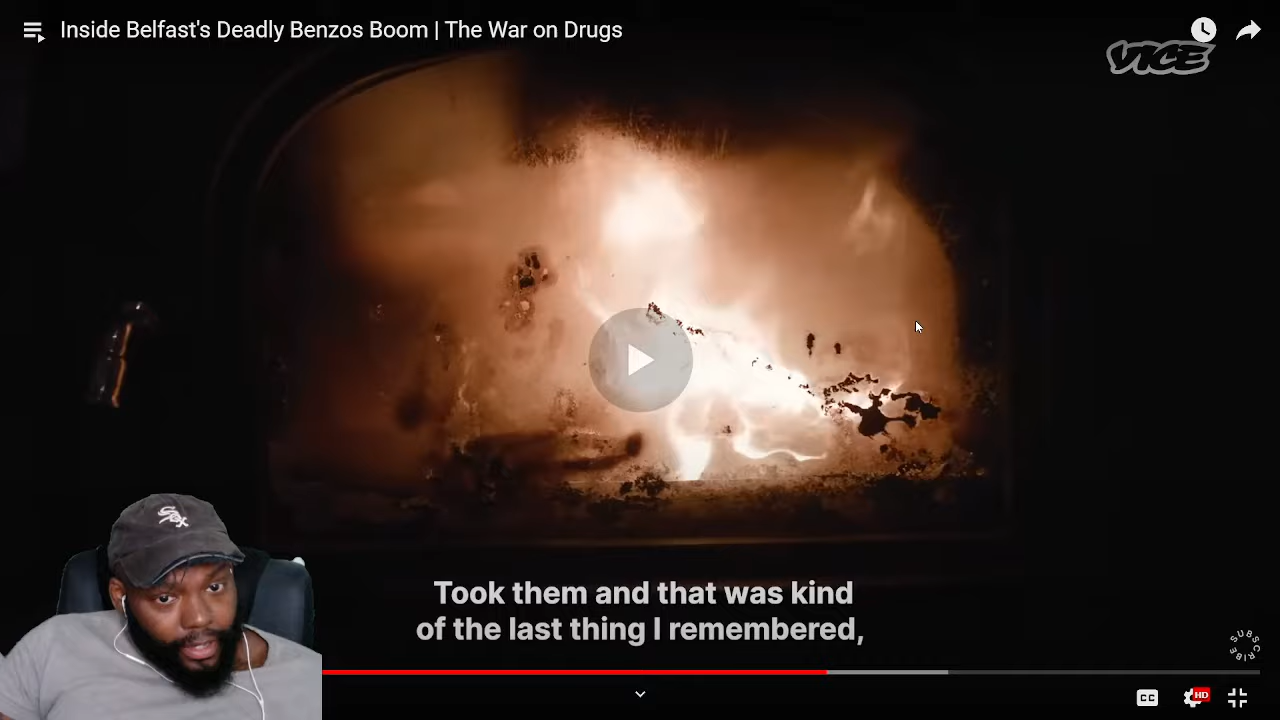 Inside Belfast's Deadly Benzos Boom | The War on Drugs
VICE
Sox
Took them and that was kind
of the last thing I remembered,
SUBSCRIBE
CC
HD